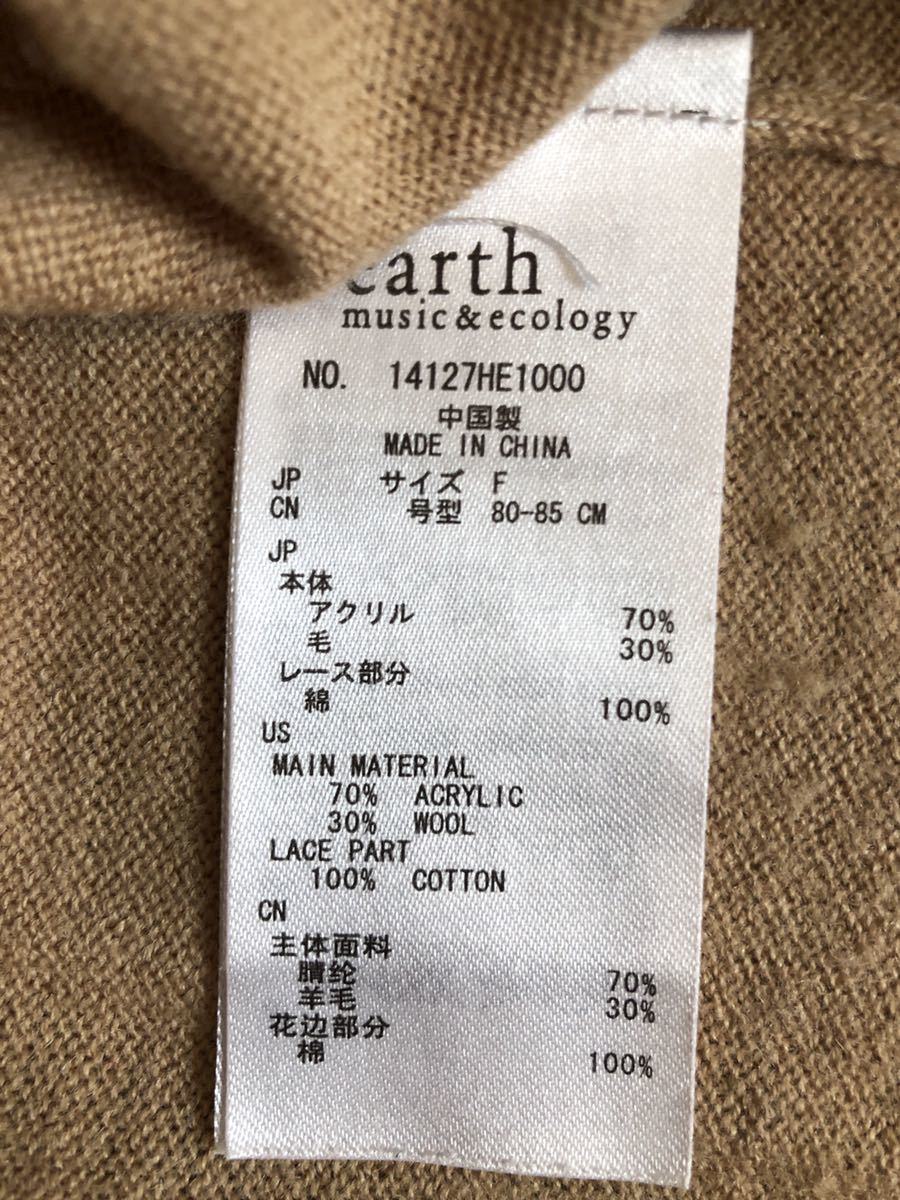 earth
music&ecology
NO. 14127HE1000
中国製
MADE IN CHINA
JP サイズ F
CN 号型 80-85 CM
JP
本体
アクリル 70%
毛 30%
レース部分
綿 100%
US
MAIN MATERIAL
70% ACRYLIC
30% WOOL
LACE PART
100% COTTON
CN
主体面料
腈纶 70%
羊毛 30%
花边部分
棉 100%